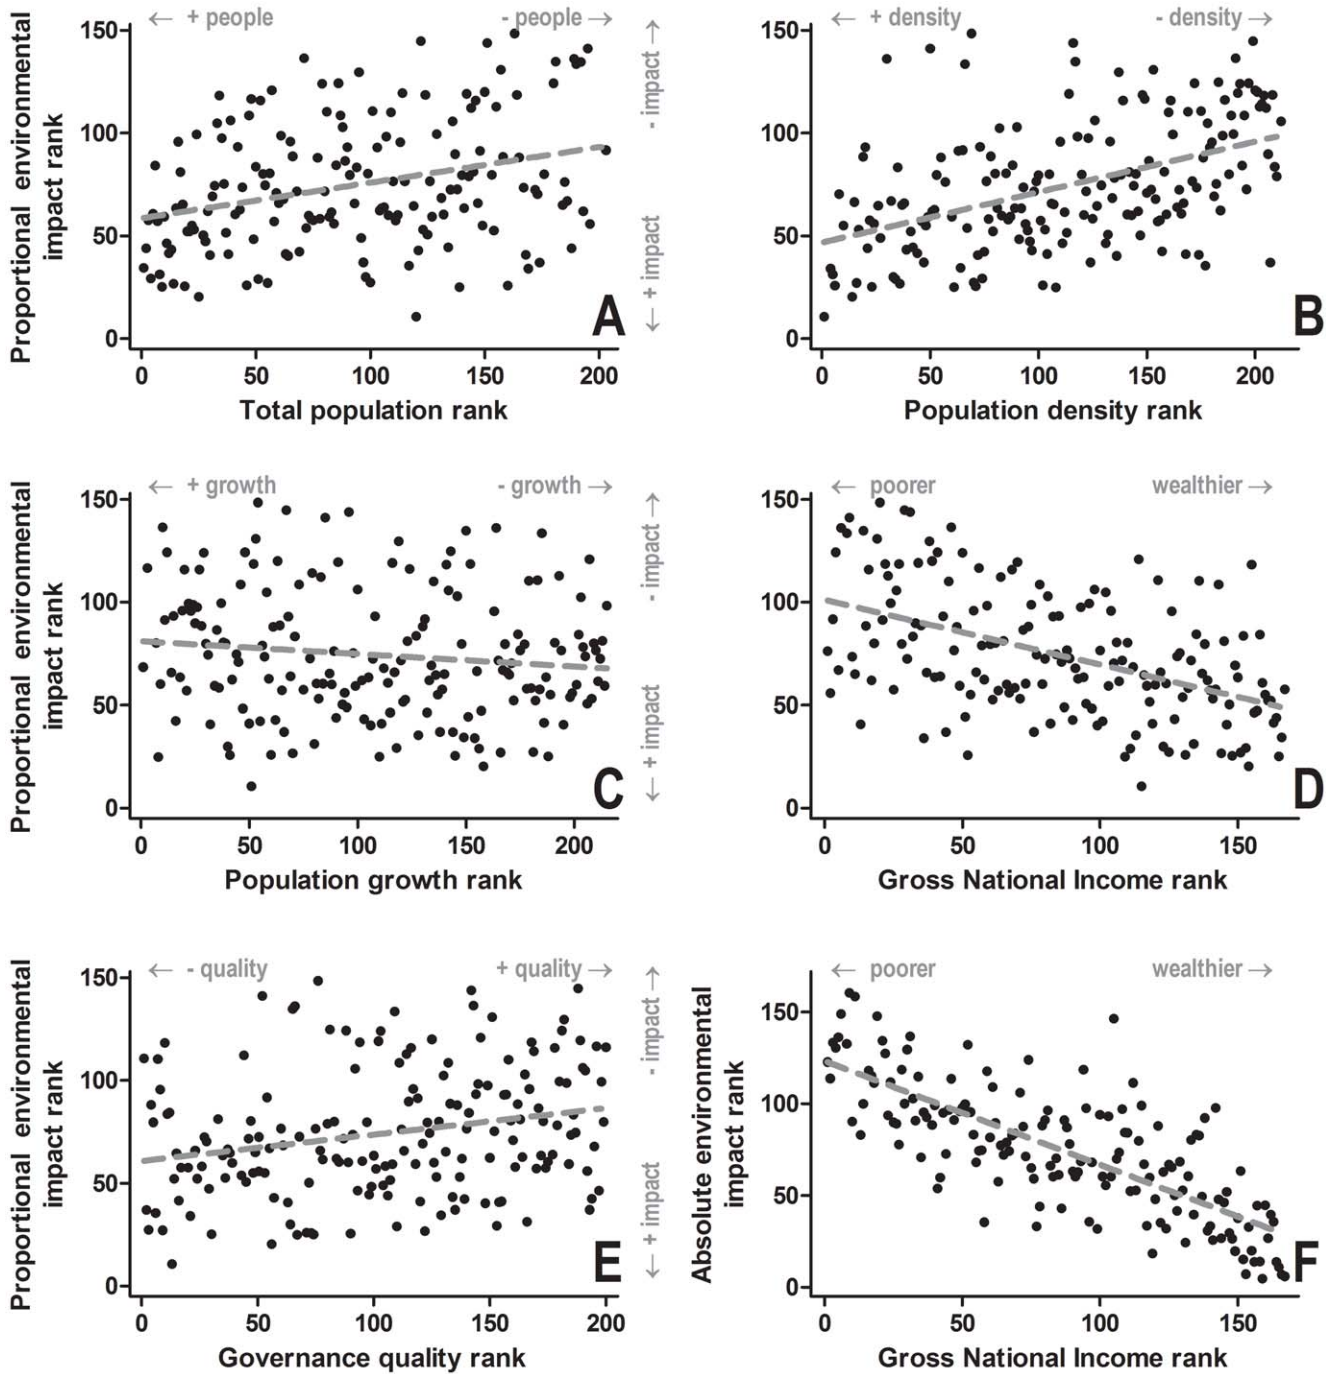 ← + people
- people →
150
100
50
0
Proportional environmental
impact rank
- impact →
← + impact
A
0 50 100 150 200
Total population rank
← + density
- density →
150
100
50
0
B
0 50 100 150 200
Population density rank
← + growth
- growth →
150
100
50
0
Proportional environmental
impact rank
- impact →
← + impact
C
0 50 100 150 200
Population growth rank
← poorer
wealthier →
150
100
50
0
D
0 50 100 150
Gross National Income rank
← - quality
+ quality →
150
100
50
0
Proportional environmental
impact rank
- impact →
← + impact
E
0 50 100 150 200
Governance quality rank
← poorer
wealthier →
150
100
50
0
Absolute environmental
impact rank
F
0 50 100 150
Gross National Income rank